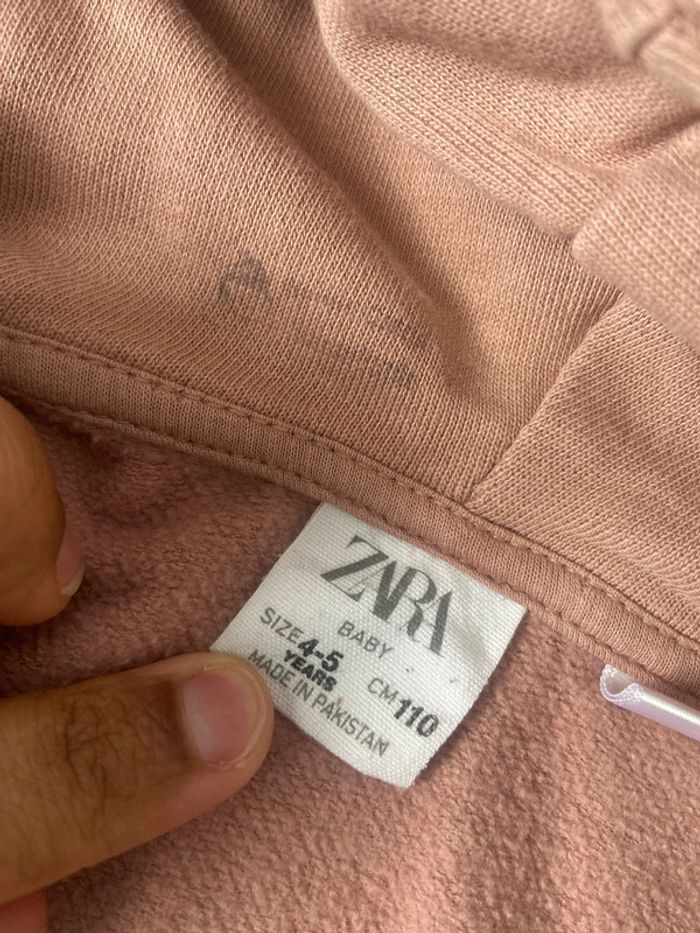 ZARA
BABY
SIZE 4-5 YEARS CM 110
MADE IN PAKISTAN